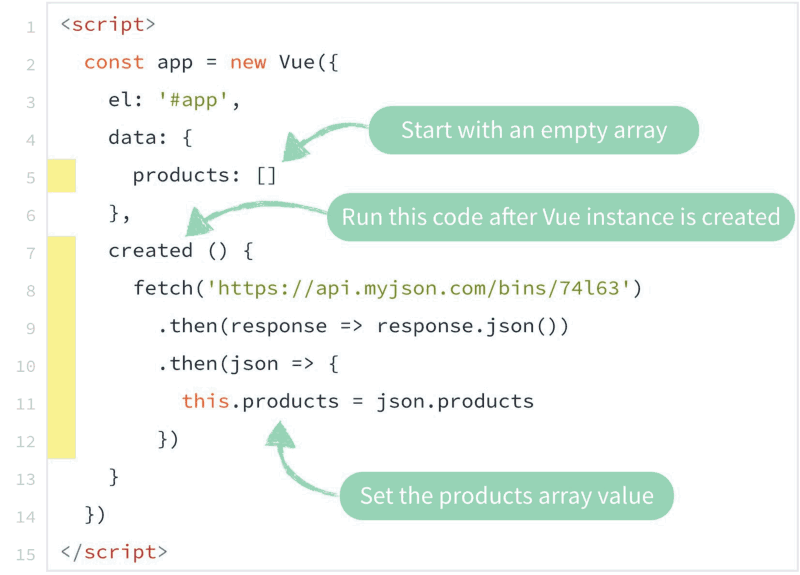 1 <script>
2 const app = new Vue({
3 el: '#app',
Start with an empty array
4 data: {
5 products: []
6 },
Run this code after Vue instance is created
7 created () {
8 fetch('https://api.myjson.com/bins/74l63')
9 .then(response => response.json())
10 .then(json => {
11 this.products = json.products
12 })
13 }
Set the products array value
14 })
15 </script>